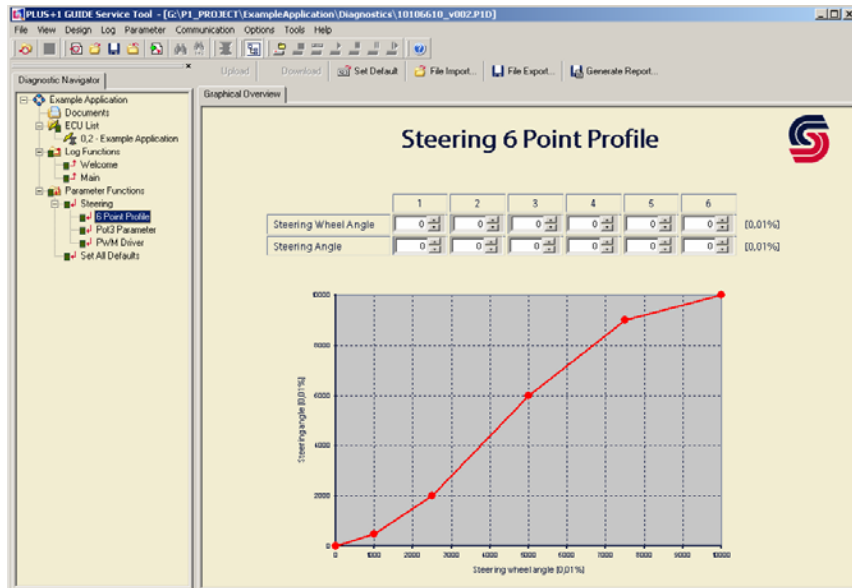 PLUS+1 GUIDE Service Tool - [G:\P1_PROJECT\ExampleApplication\Diagnostics\10106610_v002.P1D]
File View Design Log Parameter Communication Options Tools Help
Upload Download Set Default File Import... File Export... Generate Report...
Diagnostic Navigator
Graphical Overview
Example Application
Documents
ECU List
0,2 - Example Application
Log Functions
Welcome
Main
Parameter Functions
Steering
6 Point Profile
Pot3 Parameter
PWM Driver
Set All Defaults
Steering 6 Point Profile
1 2 3 4 5 6
Steering Wheel Angle 0 0 0 0 0 0 [0,01%]
Steering Angle 0 0 0 0 0 0 [0,01%]
10000
8000
6000
4000
2000
0
Steering angle [0,01%]
0 1000 2000 3000 4000 5000 6000 7000 8000 9000 10000
Steering wheel angle [0,01%]